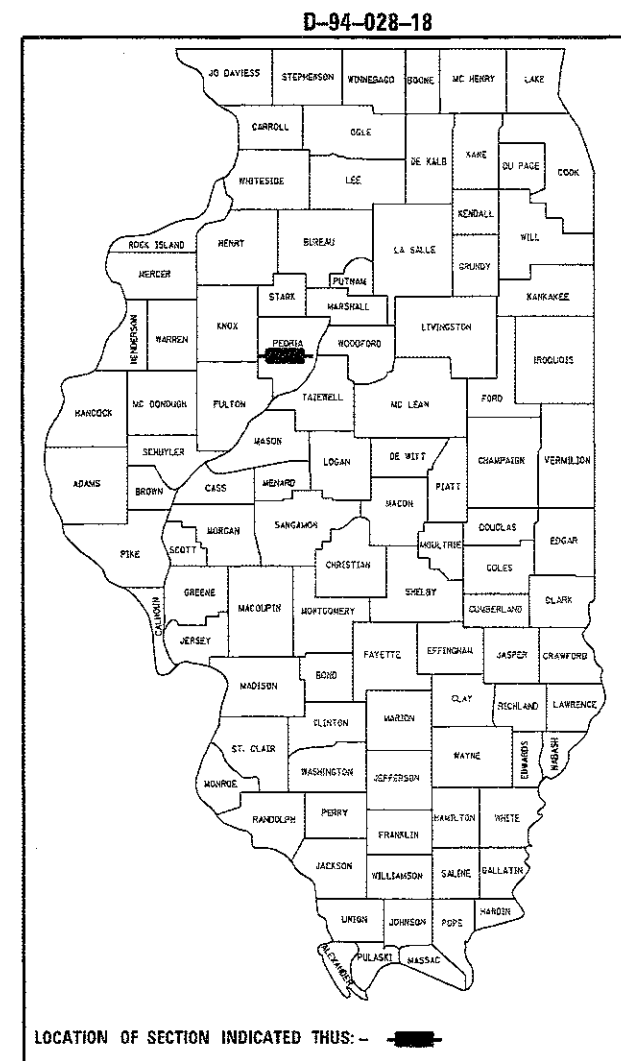 D-94-028-18
JO DAVIESS STEPHENSON WINNEBAGO BOONE MC HENRY LAKE
CARROLL OGLE
DE KALB KANE DU PAGE COOK
WHITESIDE LEE
KENDALL WILL
ROCK ISLAND HENRY BUREAU LA SALLE GRUNDY
MERCER PUTNAM
STARK MARSHALL KANKAKEE
HENDERSON WARREN KNOX PEORIA WOODFORD LIVINGSTON IROQUOIS
HANCOCK MC DONOUGH FULTON TAZEWELL MC LEAN FORD
SCHUYLER MASON
ADAMS BROWN CASS MENARD LOGAN DE WITT PIATT CHAMPAIGN VERMILION
MACON
PIKE SCOTT MORGAN SANGAMON CHRISTIAN MOULTRIE DOUGLAS EDGAR
COLES
CALHOUN GREENE MACOUPIN MONTGOMERY SHELBY CUMBERLAND CLARK
JERSEY
FAYETTE EFFINGHAM JASPER CRAWFORD
MADISON BOND
CLAY RICHLAND LAWRENCE
CLINTON MARION
ST. CLAIR WAYNE EDWARDS WABASH
WASHINGTON JEFFERSON
MONROE
RANDOLPH PERRY HAMILTON WHITE
FRANKLIN
JACKSON WILLIAMSON SALINE GALLATIN
UNION JOHNSON POPE HARDIN
ALEXANDER PULASKI MASSAC
LOCATION OF SECTION INDICATED THUS: -